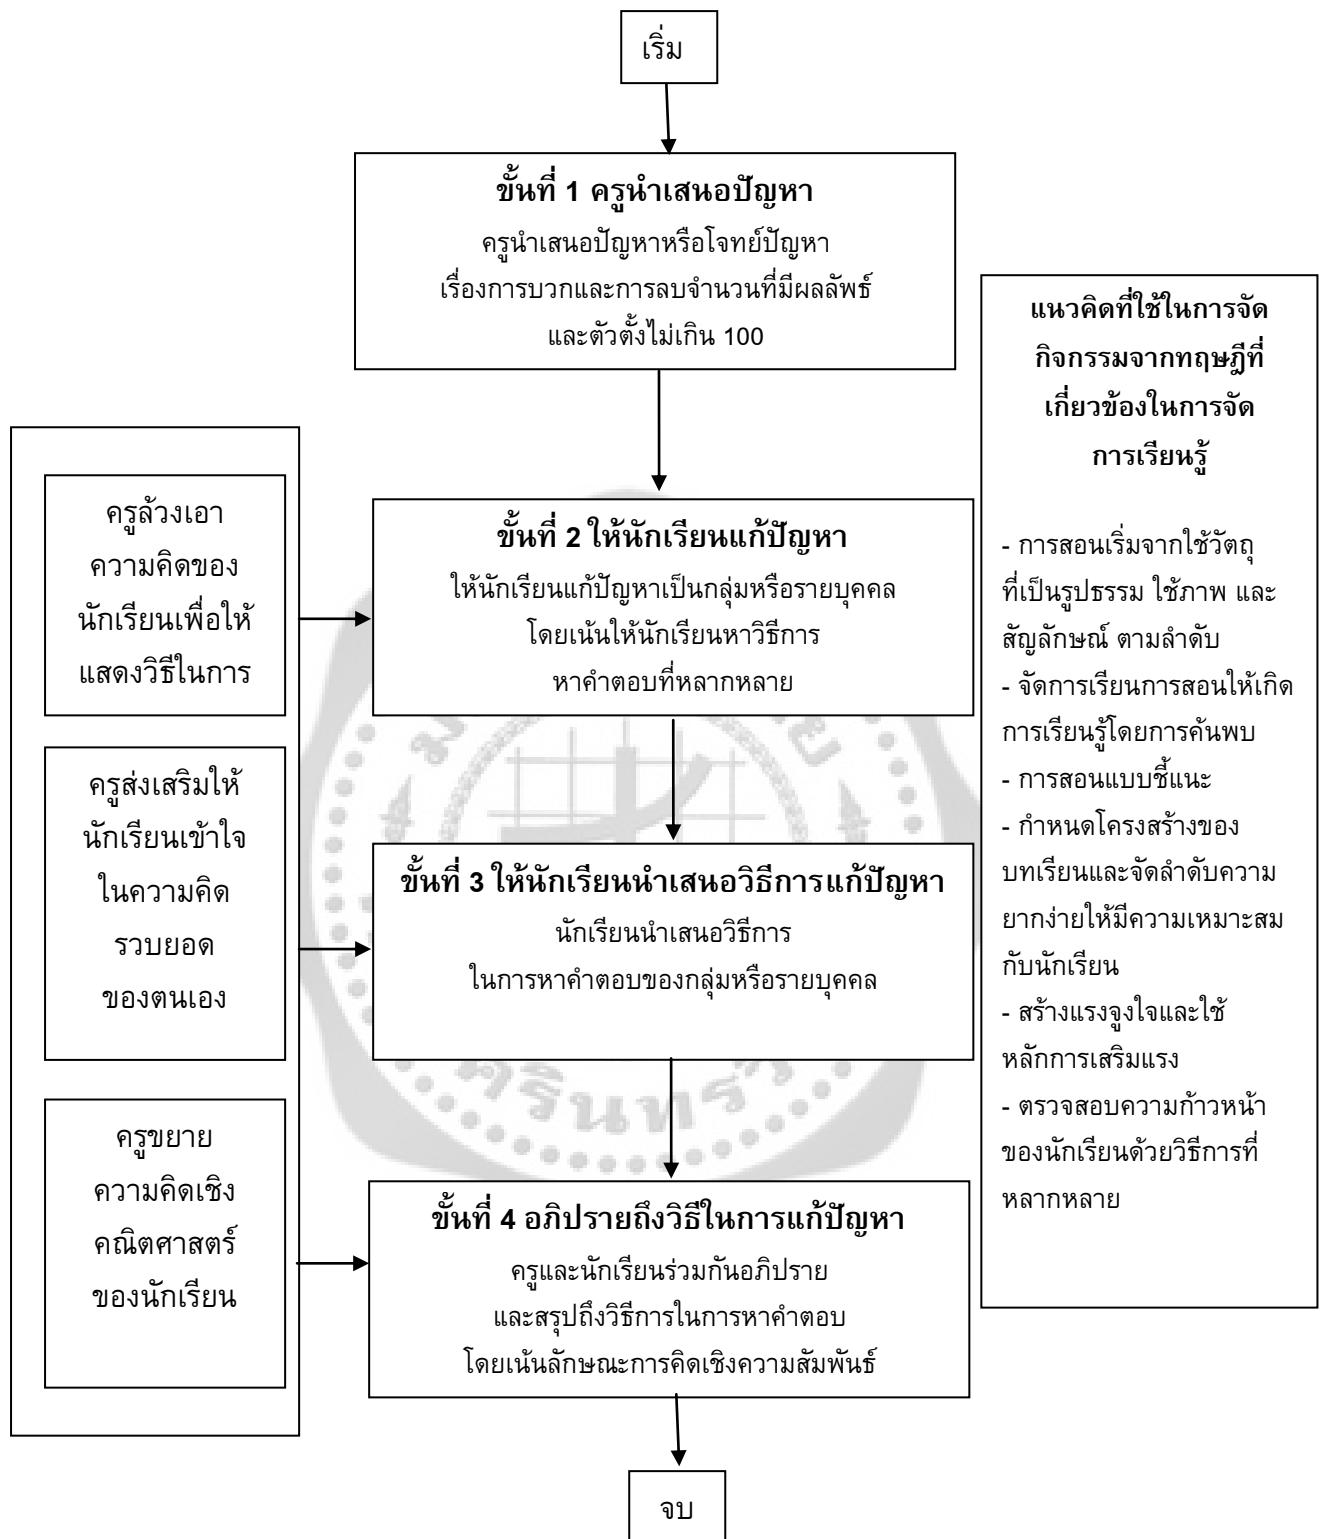 เริ่ม
ขั้นที่ 1 ครูนำเสนอปัญหา
ครูนำเสนอปัญหาหรือโจทย์ปัญหา
เรื่องการบวกและการลบจำนวนที่มีผลลัพธ์
และตัวตั้งไม่เกิน 100
ครูล้วงเอา
ความคิดของ
นักเรียนเพื่อให้
แสดงวิธีในการ
ครูส่งเสริมให้
นักเรียนเข้าใจ
ในความคิด
รวบยอด
ของตนเอง
ครูขยาย
ความคิดเชิง
คณิตศาสตร์
ของนักเรียน
ขั้นที่ 2 ให้นักเรียนแก้ปัญหา
ให้นักเรียนแก้ปัญหาเป็นกลุ่มหรือรายบุคคล
โดยเน้นให้นักเรียนหาวิธีการ
หาคำตอบที่หลากหลาย
ขั้นที่ 3 ให้นักเรียนนำเสนอวิธีการแก้ปัญหา
นักเรียนนำเสนอวิธีการ
ในการหาคำตอบของกลุ่มหรือรายบุคคล
ขั้นที่ 4 อภิปรายถึงวิธีในการแก้ปัญหา
ครูและนักเรียนร่วมกันอภิปราย
และสรุปถึงวิธีการในการหาคำตอบ
โดยเน้นลักษณะการคิดเชิงความสัมพันธ์
จบ
แนวคิดที่ใช้ในการจัด
กิจกรรมจากทฤษฎีที่
เกี่ยวข้องในการจัด
การเรียนรู้
- การสอนเริ่มจากใช้วัตถุ
ที่เป็นรูปธรรม ใช้ภาพ และ
สัญลักษณ์ ตามลำดับ
- จัดการเรียนการสอนให้เกิด
การเรียนรู้โดยการค้นพบ
- การสอนแบบชี้แนะ
- กำหนดโครงสร้างของ
บทเรียนและจัดลำดับความ
ยากง่ายให้มีความเหมาะสม
กับนักเรียน
- สร้างแรงจูงใจและใช้
หลักการเสริมแรง
- ตรวจสอบความก้าวหน้า
ของนักเรียนด้วยวิธีการที่
หลากหลาย